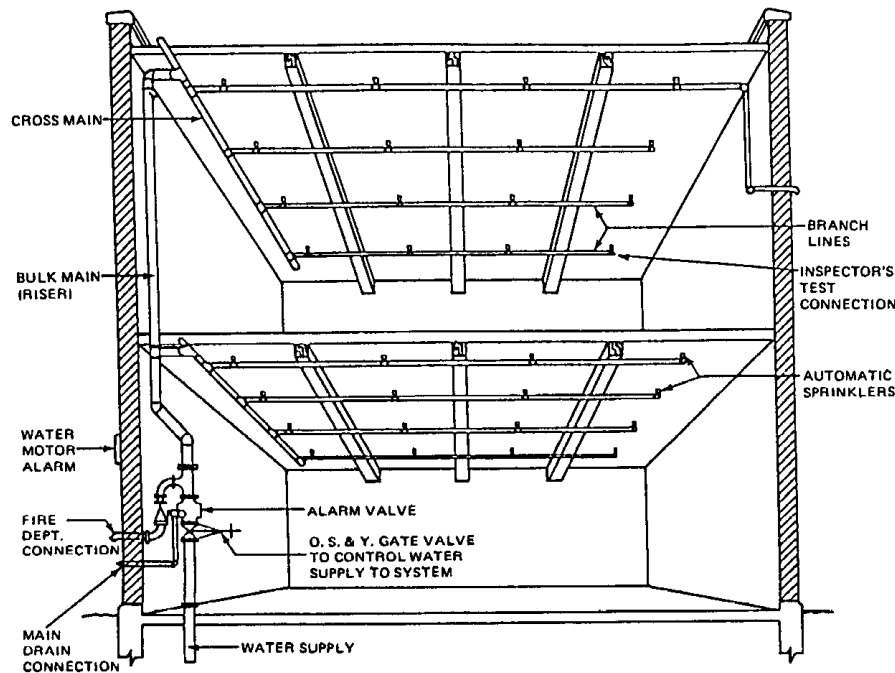 CROSS MAIN
BULK MAIN
(RISER)
WATER
MOTOR
ALARM
FIRE
DEPT.
CONNECTION
MAIN
DRAIN
CONNECTION
WATER SUPPLY
ALARM VALVE
O. S. & Y. GATE VALVE
TO CONTROL WATER
SUPPLY TO SYSTEM
BRANCH
LINES
INSPECTOR'S
TEST
CONNECTION
AUTOMATIC
SPRINKLERS